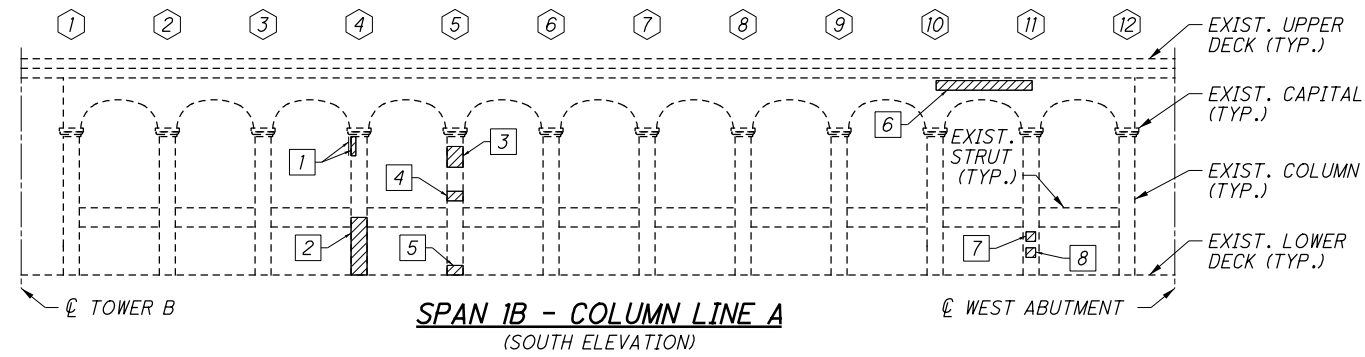 1 2 3 4 5 6 7 8 9 10 11 12
EXIST. UPPER
DECK (TYP.)
EXIST. CAPITAL
(TYP.)
6
EXIST.
STRUT
(TYP.)
1
3
4
EXIST. COLUMN
(TYP.)
2
5
7
8
EXIST. LOWER
DECK (TYP.)
℄ TOWER B
SPAN 1B - COLUMN LINE A
(SOUTH ELEVATION)
℄ WEST ABUTMENT